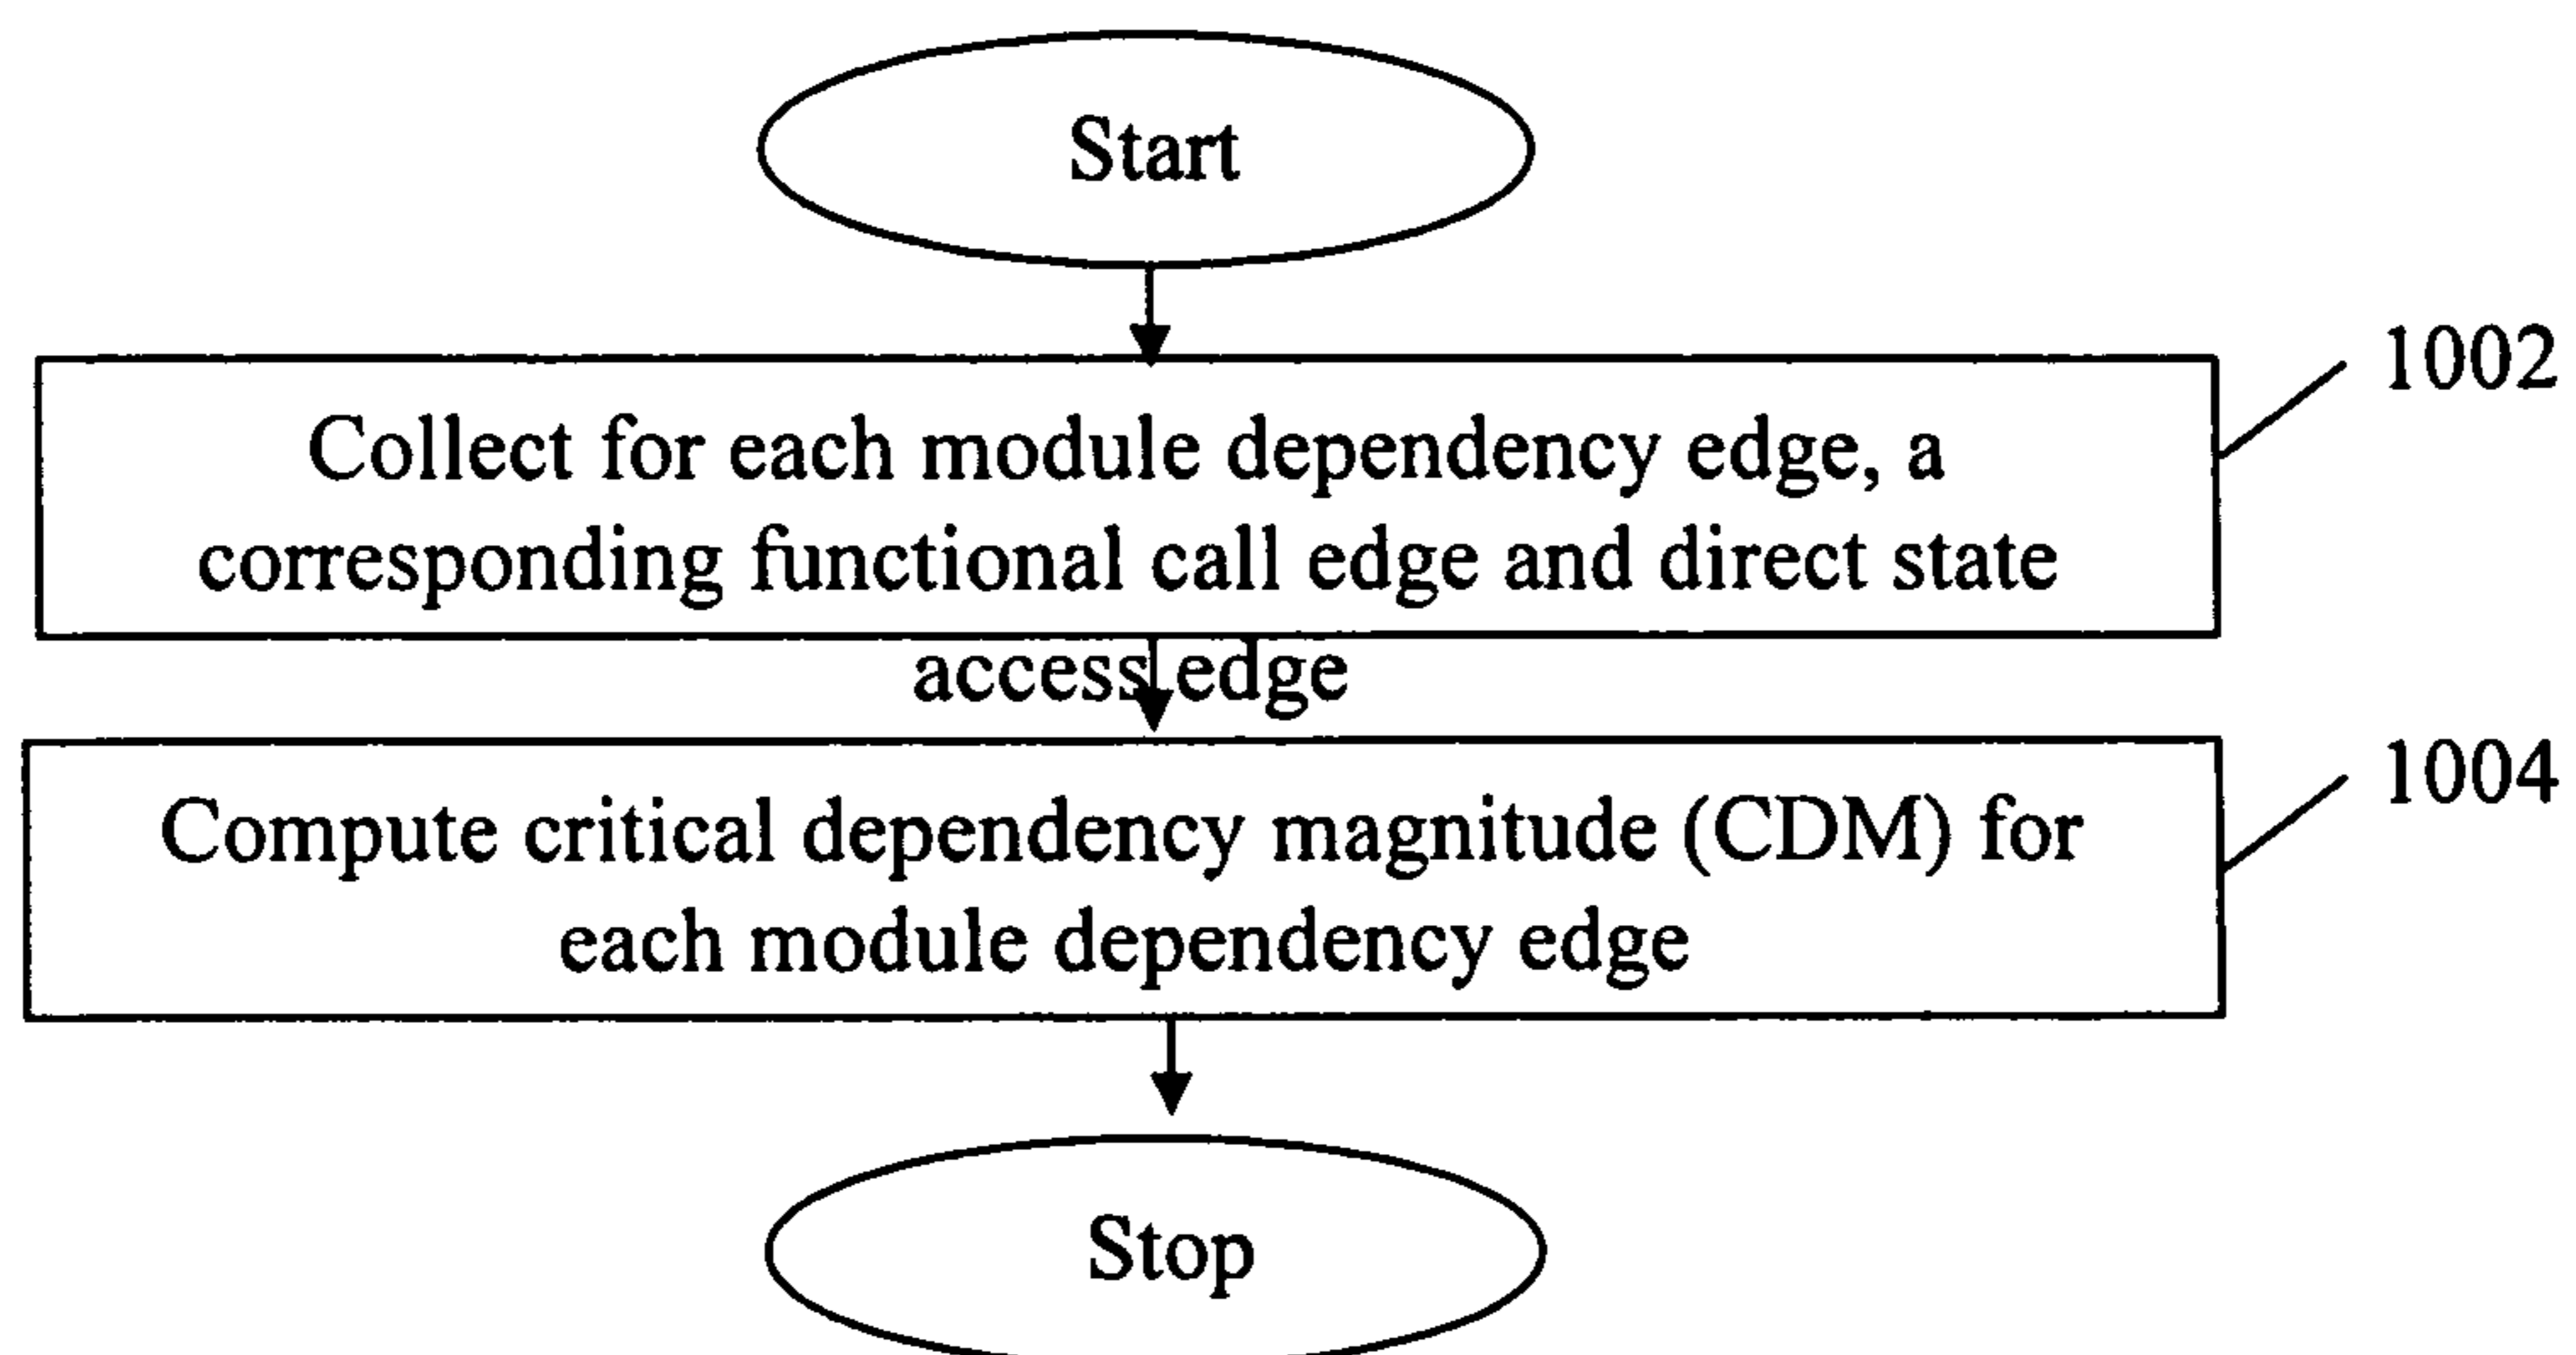 Start
1002
Collect for each module dependency edge, a
corresponding functional call edge and direct state
access edge
1004
Compute critical dependency magnitude (CDM) for
each module dependency edge
Stop